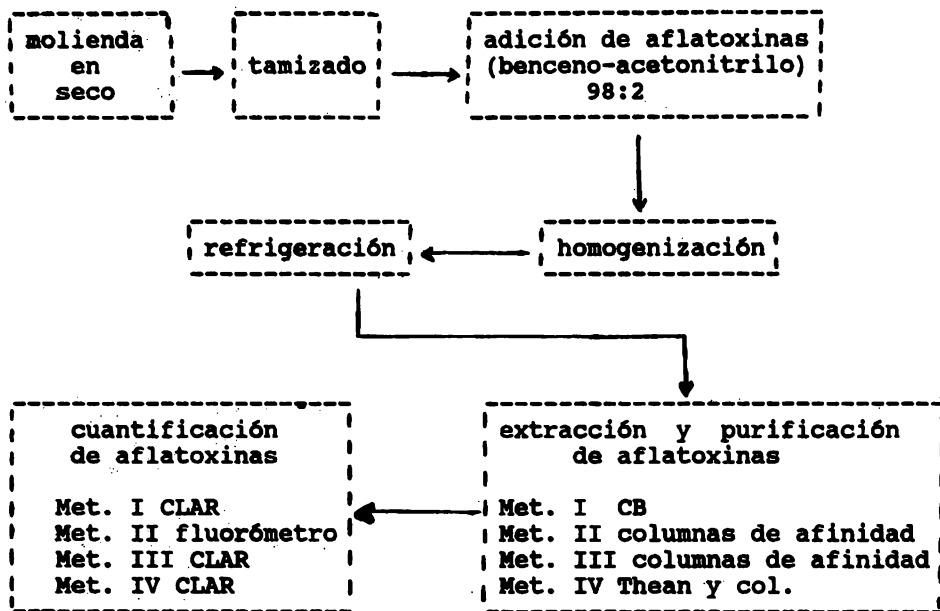 molienda
en
seco
tamizado
adición de aflatoxinas
(benceno-acetonitrilo)
98:2
homogenización
refrigeración
extracción y purificación
de aflatoxinas
Met. I CB
Met. II columnas de afinidad
Met. III columnas de afinidad
Met. IV Thean y col.
cuantificación
de aflatoxinas
Met. I CLAR
Met. II fluorómetro
Met. III CLAR
Met. IV CLAR